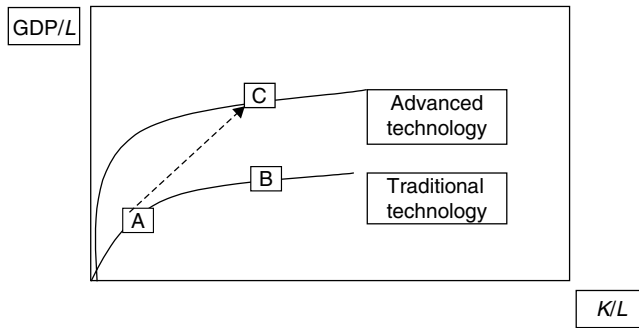 GDP/L
C
Advanced
technology
B
Traditional
technology
A
K/L